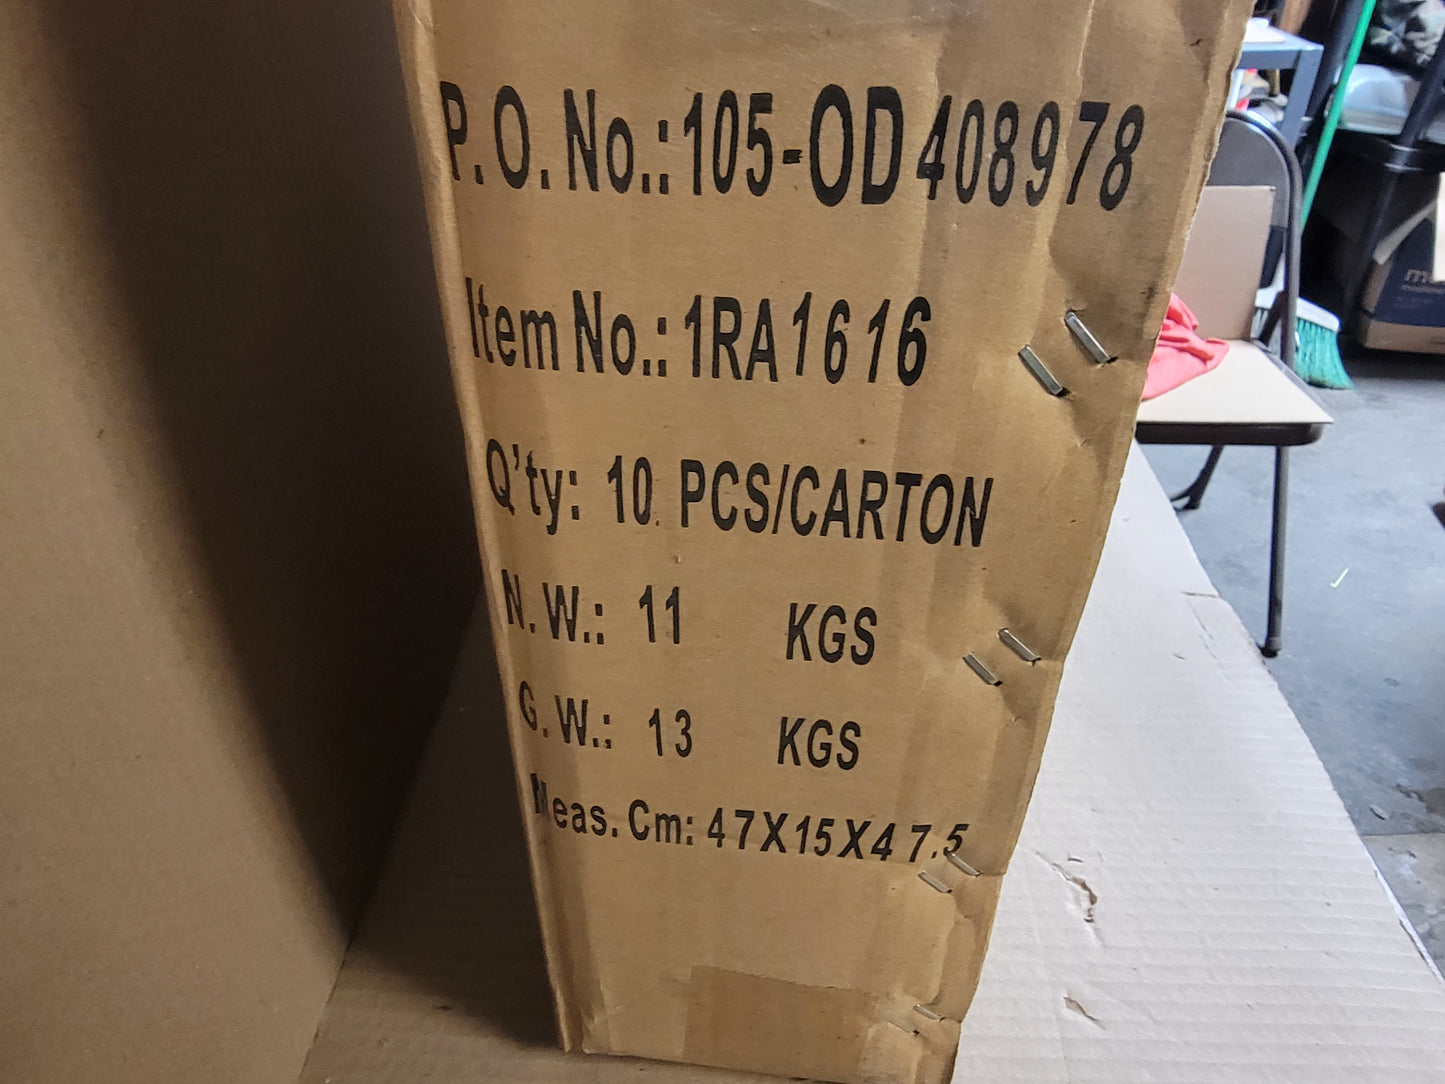 P.O. No.: 105-OD408978
Item No.: 1RA1616
Q'ty: 10 PCS/CARTON
N.W.: 11 KGS
G.W.: 13 KGS
Meas. Cm: 47X15X47.5